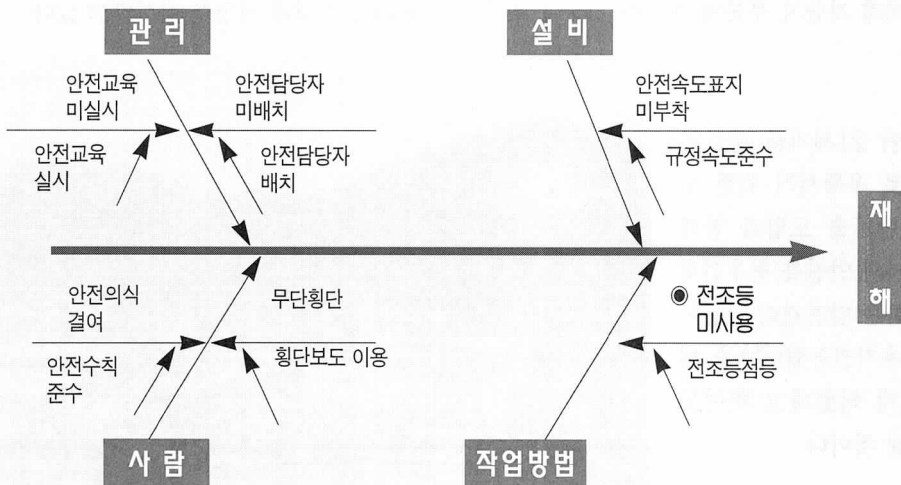 관리
설비
안전교육
미실시
안전담당자
미배치
안전속도표지
미부착
안전교육
실시
안전담당자
배치
규정속도준수
재
해
안전의식
결여
무단횡단
◉ 전조등
미사용
안전수칙
준수
횡단보도 이용
전조등점등
사람
작업방법